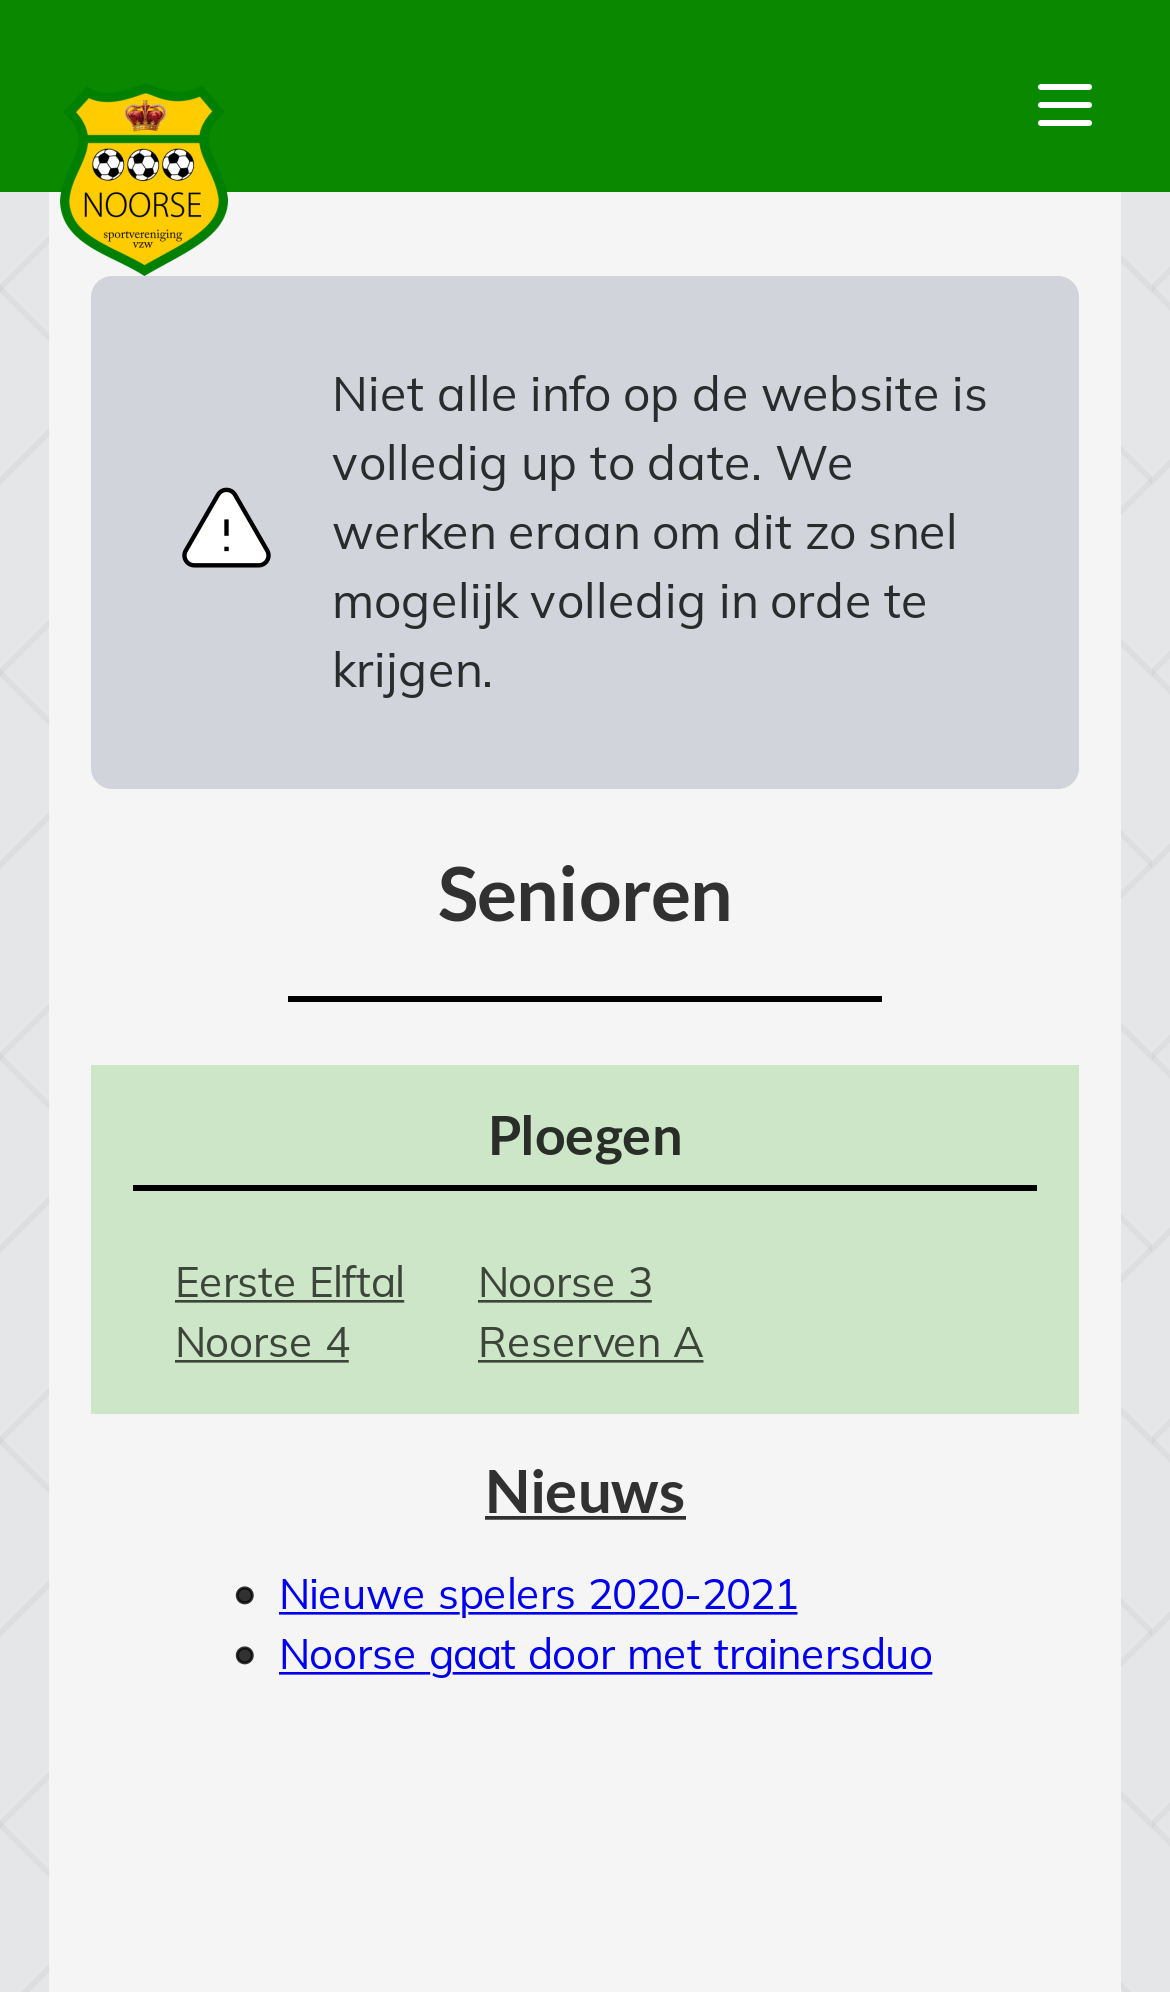 NOORSE
sportvereniging
vzw
Niet alle info op de website is
volledig up to date. We
werken eraan om dit zo snel
mogelijk volledig in orde te
krijgen.
Senioren
Ploegen
Eerste Elftal Noorse 3
Noorse 4 Reserven A
Nieuws
Nieuwe spelers 2020-2021
Noorse gaat door met trainersduo